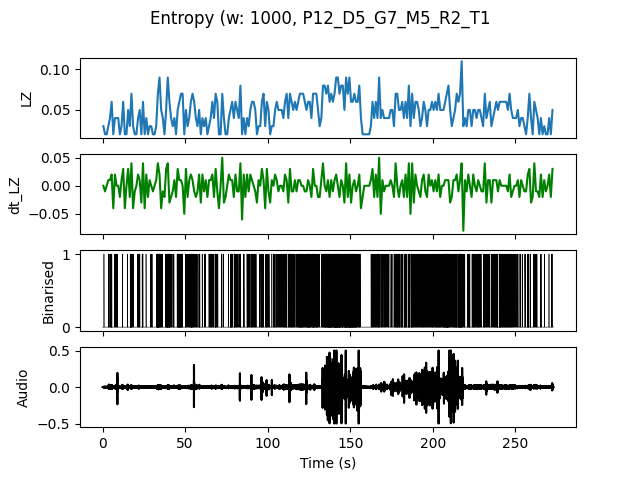 Entropy (w: 1000, P12_D5_G7_M5_R2_T1
0.10
0.05
LZ
0.05
0.00
−0.05
dt_LZ
1
0
Binarised
0.5
0.0
−0.5
Audio
0 50 100 150 200 250
Time (s)